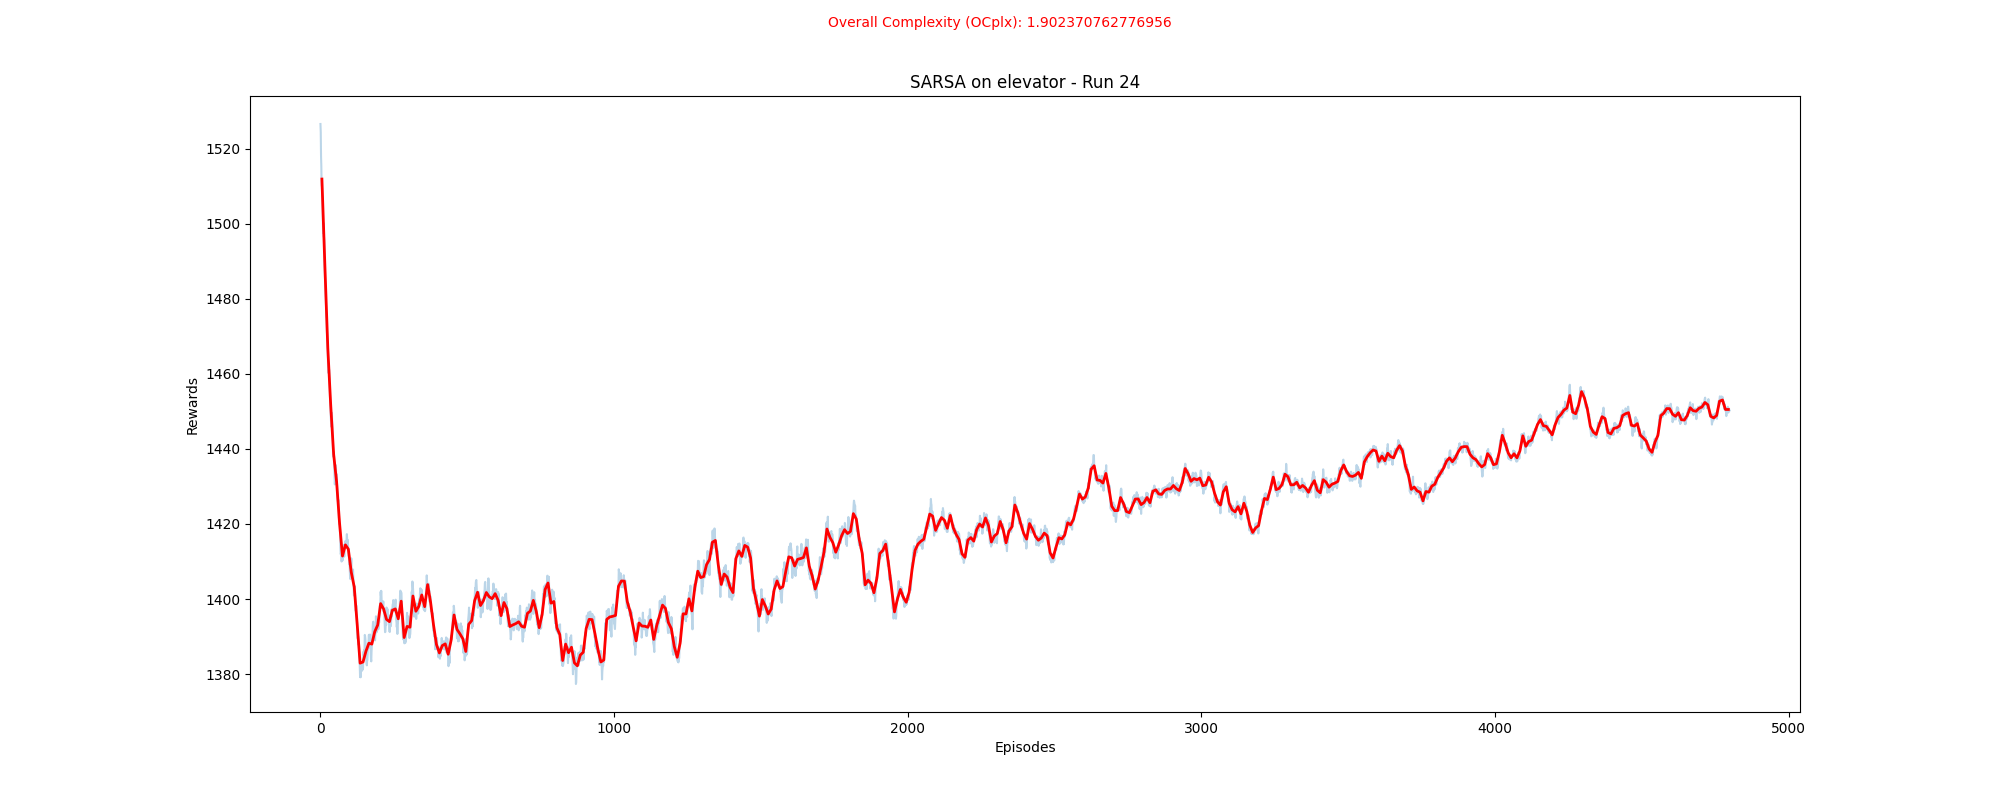 Overall Complexity (OCplx): 1.902370762776956
SARSA on elevator - Run 24
Rewards
1520
1500
1480
1460
1440
1420
1400
1380
0 1000 2000 3000 4000 5000
Episodes